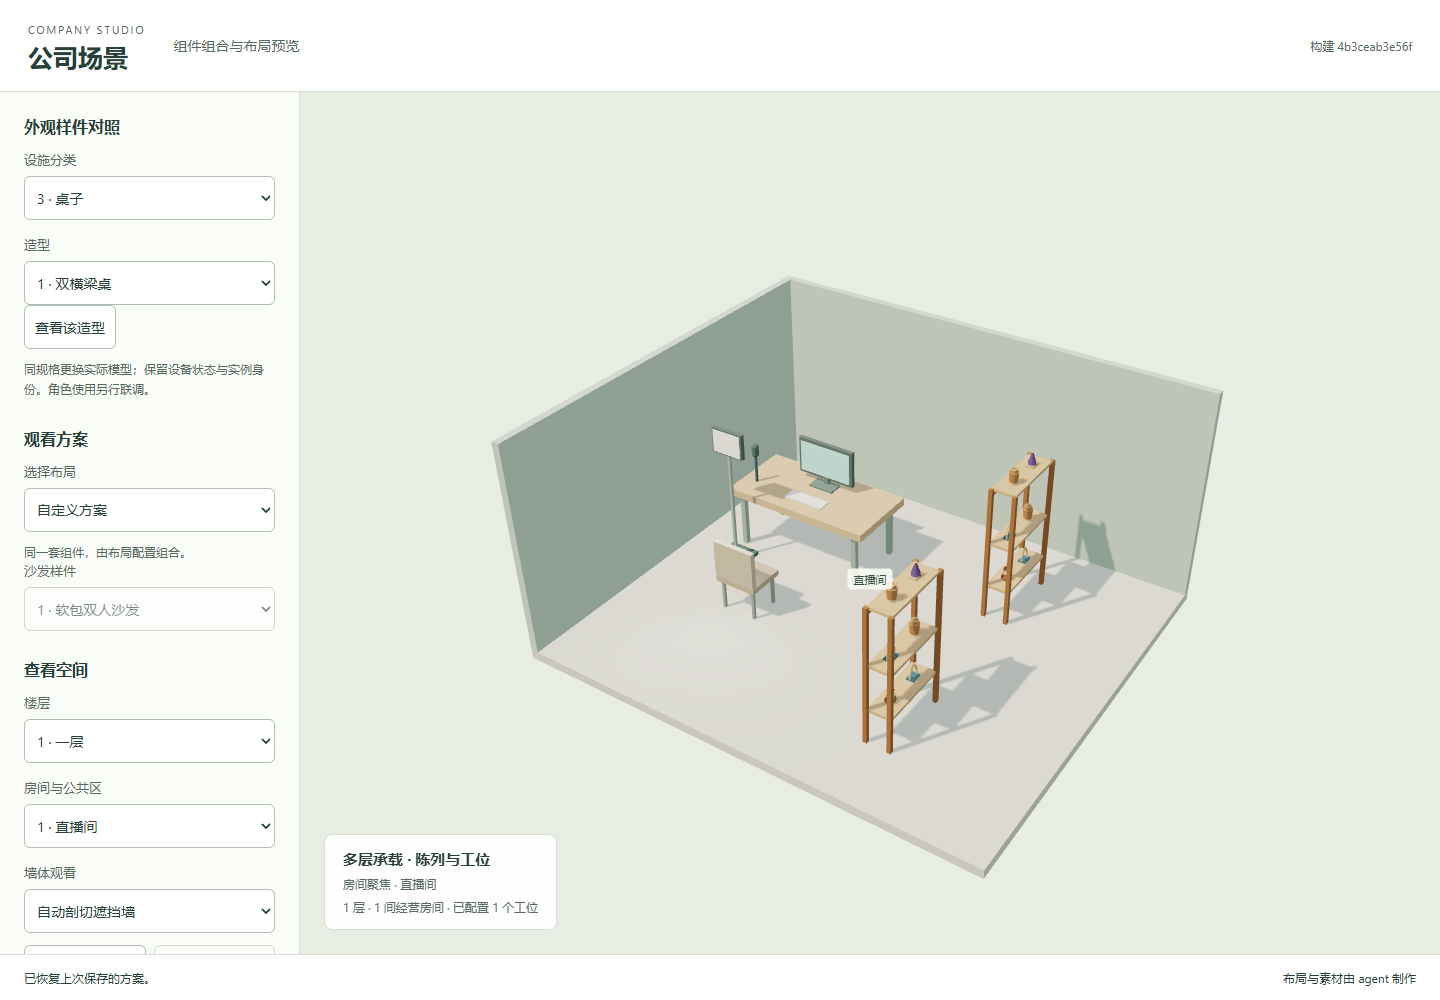 COMPANY STUDIO
公司场景
组件组合与布局预览
构建 4b3ceab3e56f
外观样件对照
设施分类
3 · 桌子
造型
1 · 双横梁桌
查看该造型
同规格更换实际模型；保留设备状态与实例身
份。角色使用另行联调。
观看方案
选择布局
自定义方案
同一套组件，由布局配置组合。
沙发样件
1 · 软包双人沙发
查看空间
楼层
1 · 一层
房间与公共区
1 · 直播间
墙体观看
自动剖切遮挡墙
直播间
多层承载 · 陈列与工位
房间聚焦 · 直播间
1 层 · 1 间经营房间 · 已配置 1 个工位
已恢复上次保存的方案。
布局与素材由 agent 制作